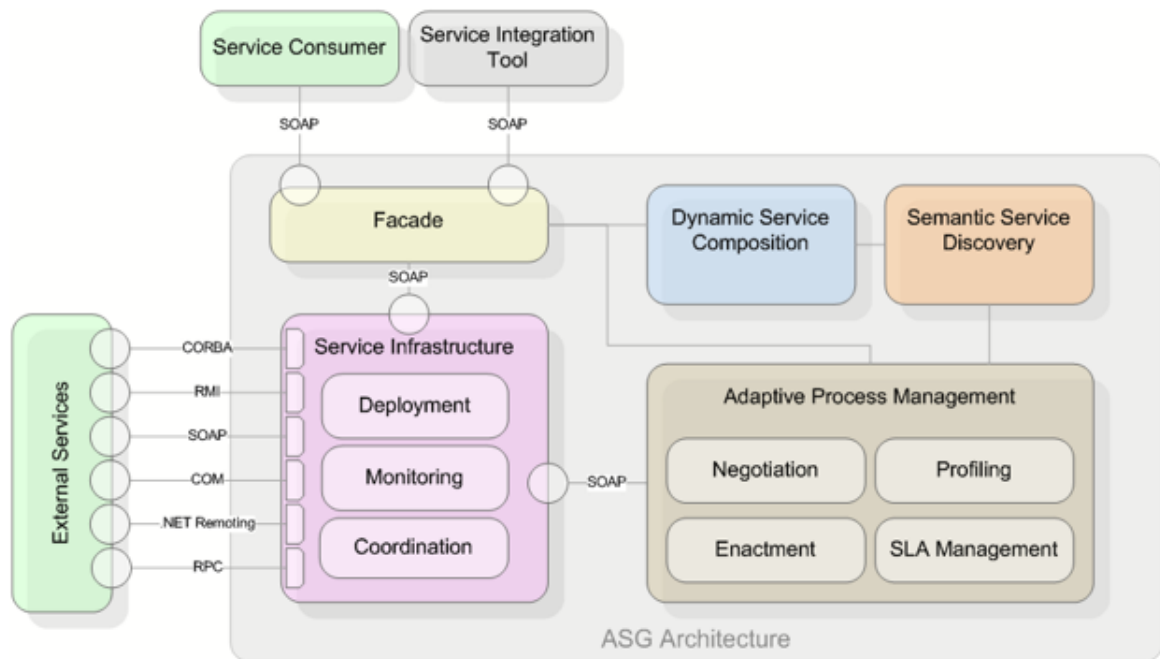 Service Consumer
Service Integration
Tool
SOAP
SOAP
Facade
Dynamic Service
Composition
Semantic Service
Discovery
SOAP
External Services
CORBA
RMI
SOAP
COM
.NET Remoting
RPC
Service Infrastructure
Deployment
Monitoring
Coordination
SOAP
Adaptive Process Management
Negotiation
Profiling
Enactment
SLA Management
ASG Architecture